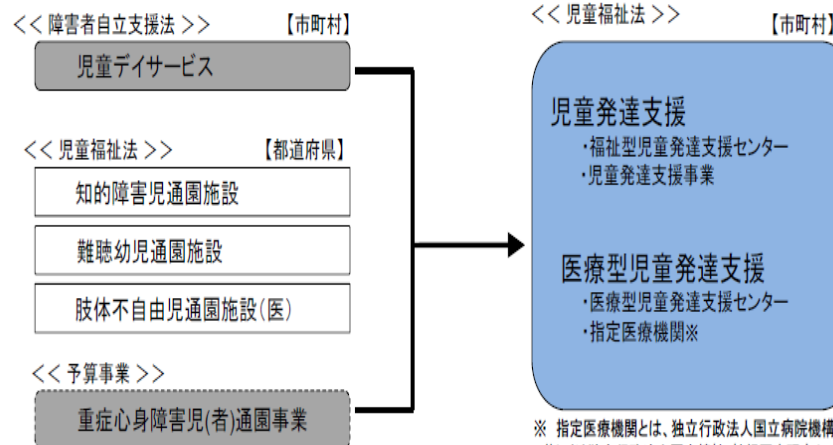 << 障害者自立支援法 >> 【市町村】
児童デイサービス
<< 児童福祉法 >> 【都道府県】
知的障害児通園施設
難聴幼児通園施設
肢体不自由児通園施設(医)
<< 予算事業 >>
重症心身障害児(者)通園事業
<< 児童福祉法 >> 【市町村】
児童発達支援
・福祉型児童発達支援センター
・児童発達支援事業
医療型児童発達支援
・医療型児童発達支援センター
・指定医療機関※
※ 指定医療機関とは、独立行政法人国立病院機構